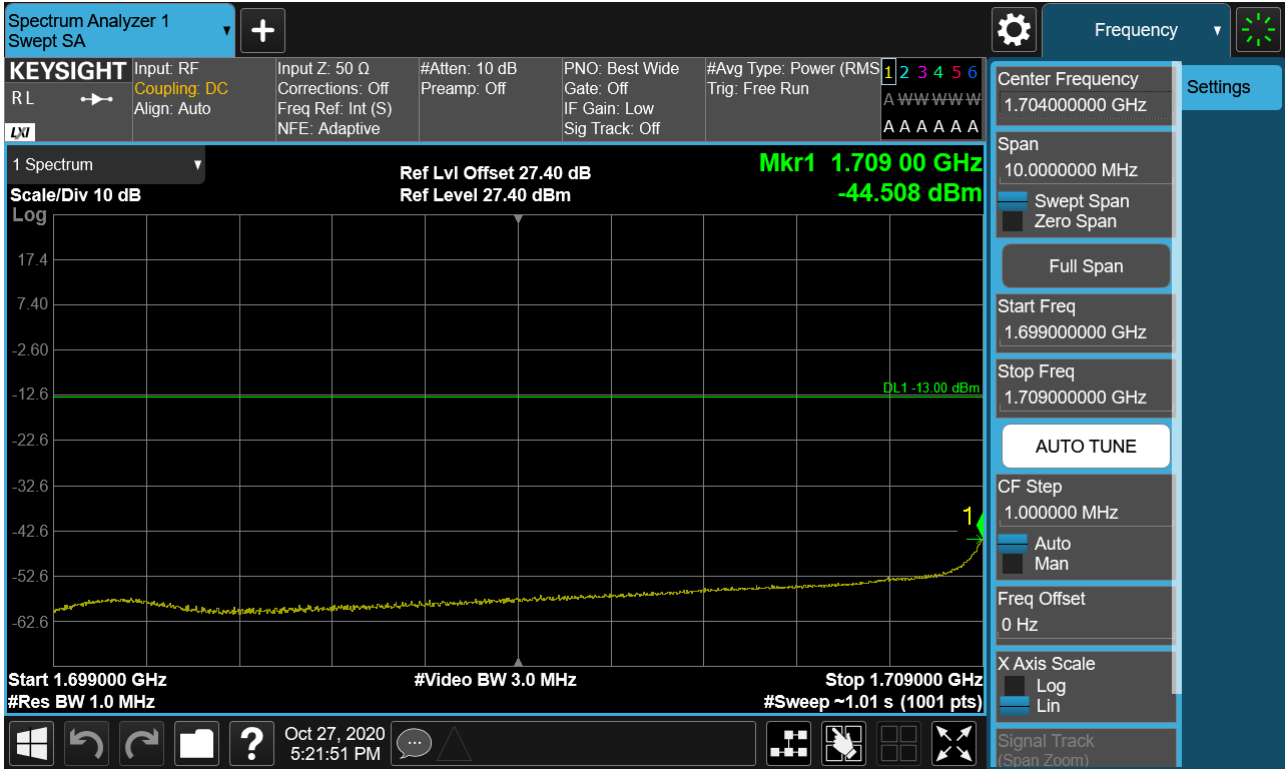 Spectrum Analyzer 1
Swept SA
Frequency
KEYSIGHT
R L
LXI
Input: RF
Coupling: DC
Align: Auto
Input Z: 50 Ω
Corrections: Off
Freq Ref: Int (S)
NFE: Adaptive
#Atten: 10 dB
Preamp: Off
PNO: Best Wide
Gate: Off
IF Gain: Low
Sig Track: Off
#Avg Type: Power (RMS
Trig: Free Run
1 2 3 4 5 6
A W W W W W
A A A A A A
1 Spectrum
Scale/Div 10 dB
Log
Ref Lvl Offset 27.40 dB
Ref Level 27.40 dBm
Mkr1 1.709 00 GHz
-44.508 dBm
17.4
7.40
-2.60
-12.6
-22.6
-32.6
-42.6
-52.6
-62.6
DL1 -13.00 dBm
1
Start 1.699000 GHz
#Res BW 1.0 MHz
#Video BW 3.0 MHz
Stop 1.709000 GHz
#Sweep ~1.01 s (1001 pts)
Center Frequency
1.704000000 GHz
Span
10.0000000 MHz
Swept Span
Zero Span
Full Span
Start Freq
1.699000000 GHz
Stop Freq
1.709000000 GHz
AUTO TUNE
CF Step
1.000000 MHz
Auto
Man
Freq Offset
0 Hz
X Axis Scale
Log
Lin
Signal Track
(Span Zoom)
Settings
?
Oct 27, 2020
5:21:51 PM